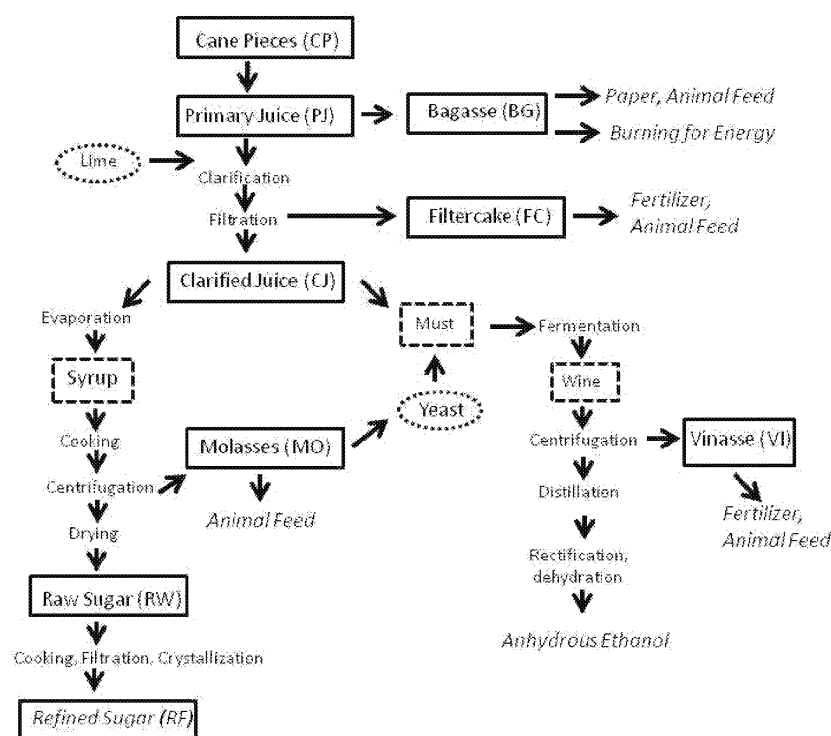 Cane Pieces (CP)
Primary Juice (PJ)
Bagasse (BG)
Paper, Animal Feed
Burning for Energy
Lime
Clarification
Filtration
Filtercake (FC)
Fertilizer,
Animal Feed
Clarified Juice (CJ)
Evaporation
Must
Fermentation
Syrup
Wine
Yeast
Cooking
Molasses (MO)
Centrifugation
Vinasse (VI)
Centrifugation
Distillation
Animal Feed
Fertilizer,
Animal Feed
Drying
Rectification,
dehydration
Raw Sugar (RW)
Anhydrous Ethanol
Cooking, Filtration, Crystallization
Refined Sugar (RF)